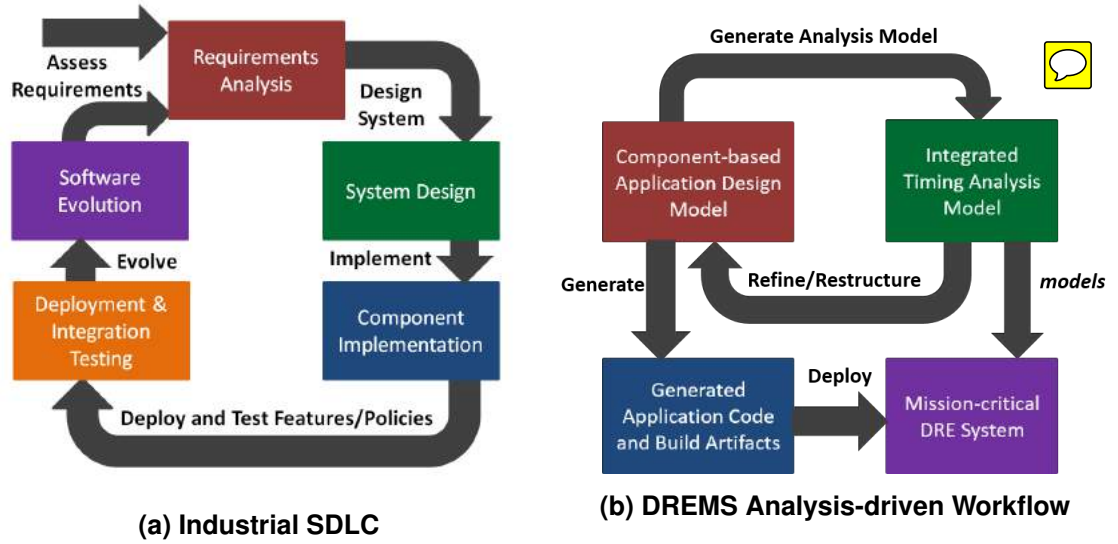 Assess
Requirements
Requirements
Analysis
Design
System
System Design
Implement
Component
Implementation
Deploy and Test Features/Policies
Deployment &
Integration
Testing
Evolve
Software
Evolution
(a) Industrial SDLC
Generate Analysis Model
Component-based
Application Design
Model
Integrated
Timing Analysis
Model
Refine/Restructure
Generate
models
Generated
Application Code
and Build Artifacts
Deploy
Mission-critical
DRE System
(b) DREMS Analysis-driven Workflow